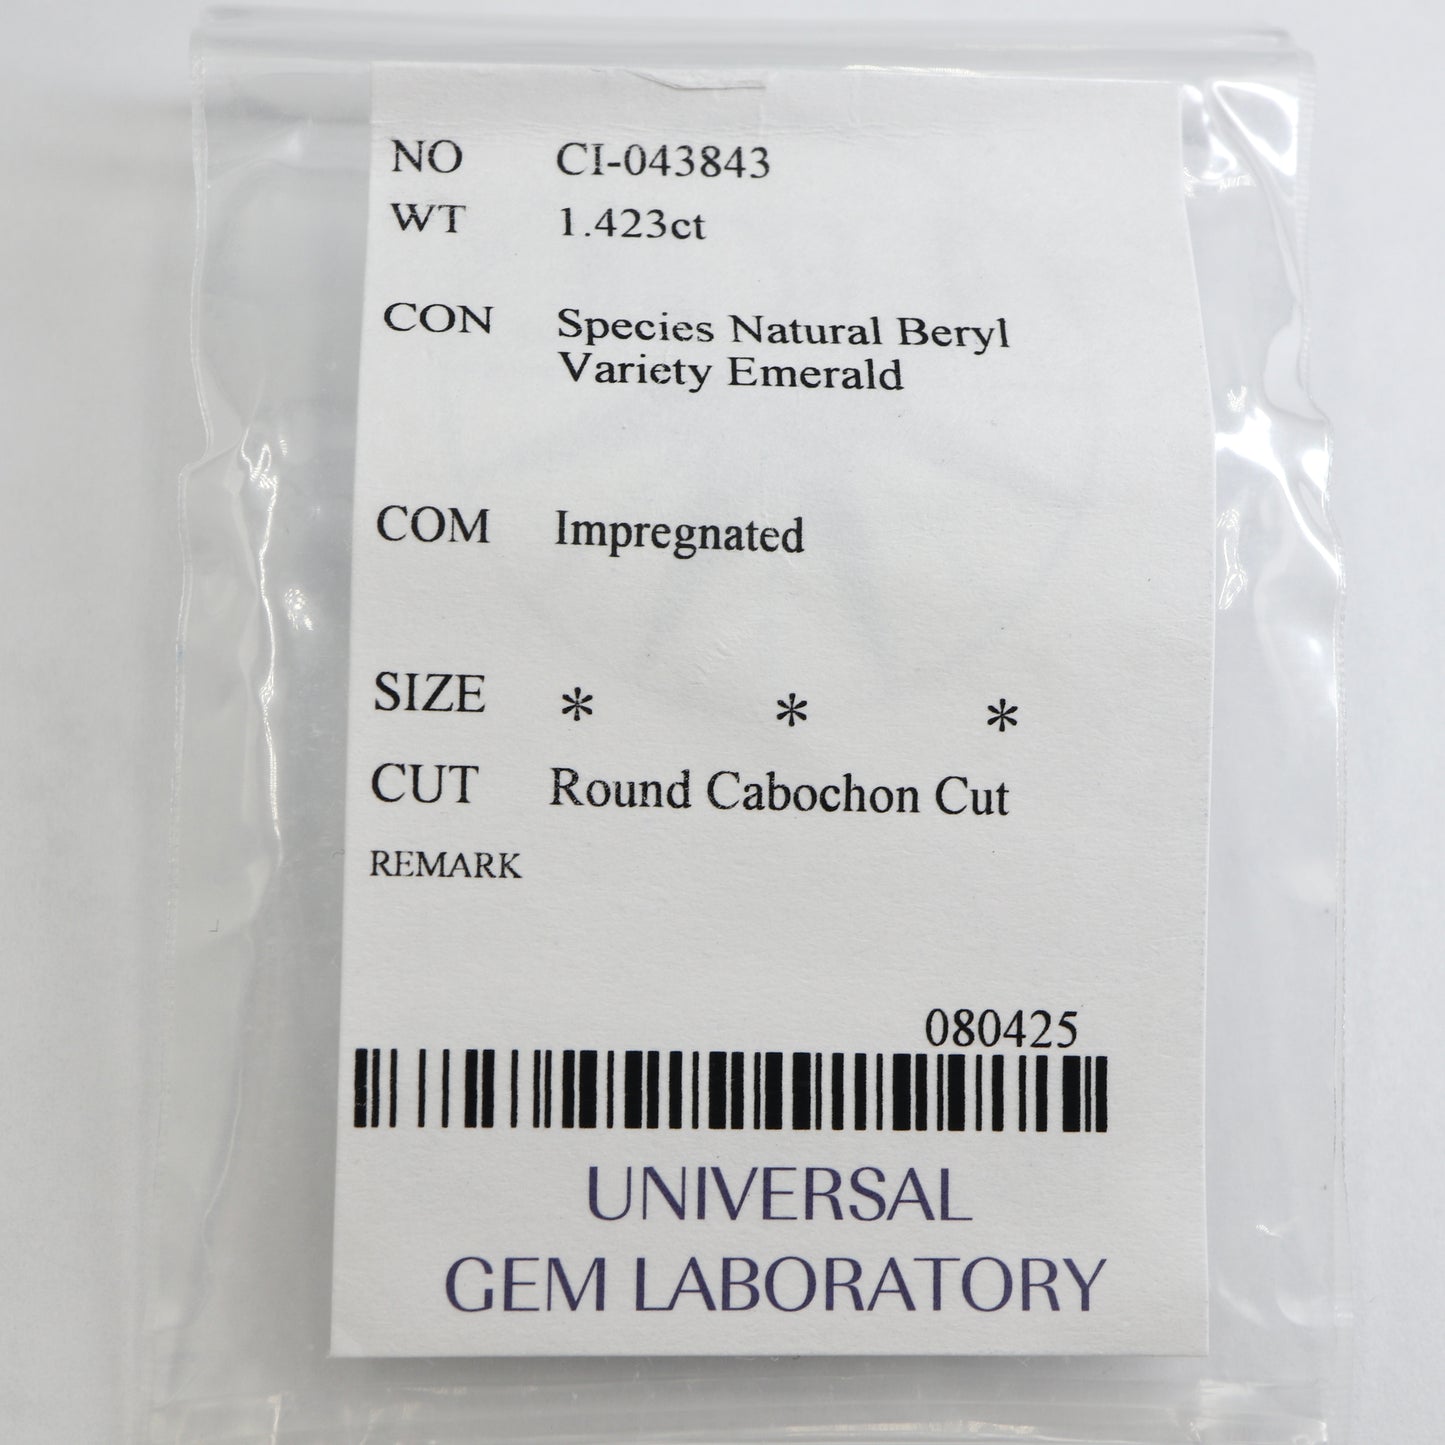 NO CI-043843
WT 1.423ct
CON Species Natural Beryl
Variety Emerald
COM Impregnated
SIZE * * *
CUT Round Cabochon Cut
REMARK
080425
UNIVERSAL
GEM LABORATORY